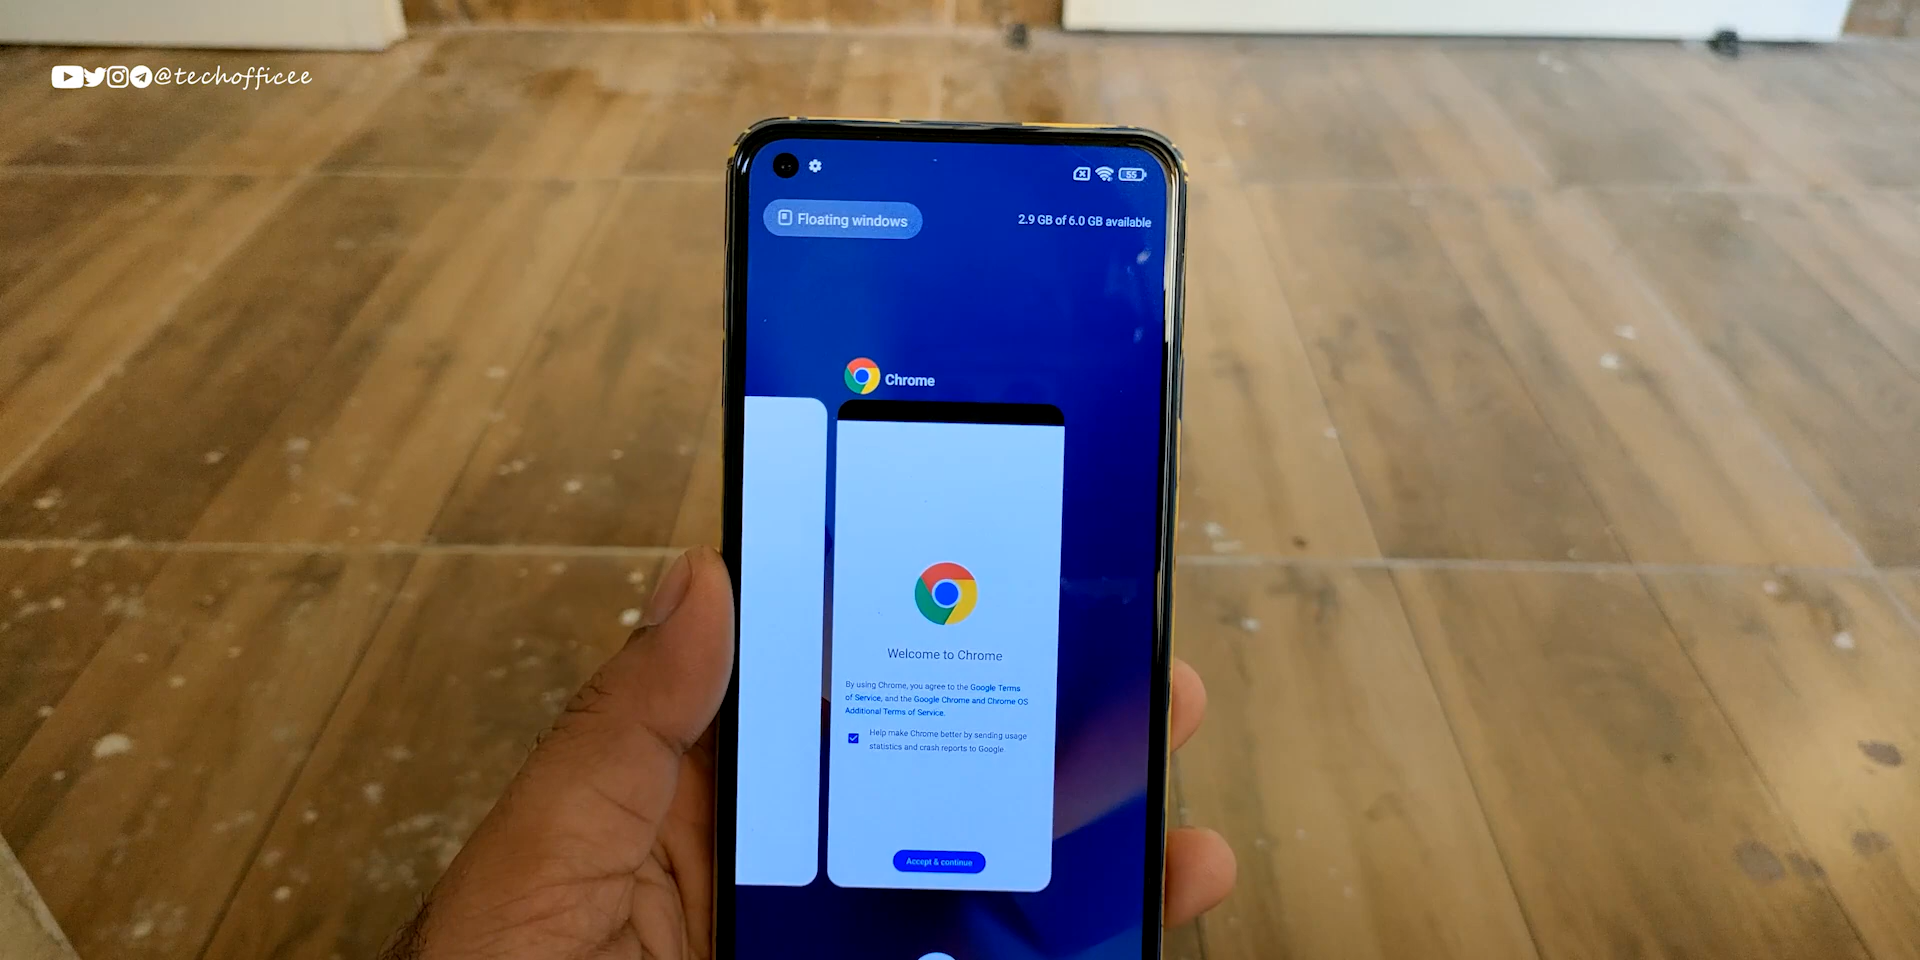 @techofficee
55
Floating windows
2.9 GB of 6.0 GB available
Chrome
Welcome to Chrome
By using Chrome, you agree to the Google Terms
of Service, and the Google Chrome and Chrome OS
Additional Terms of Service.
Help make Chrome better by sending usage
statistics and crash reports to Google
Accept & continue